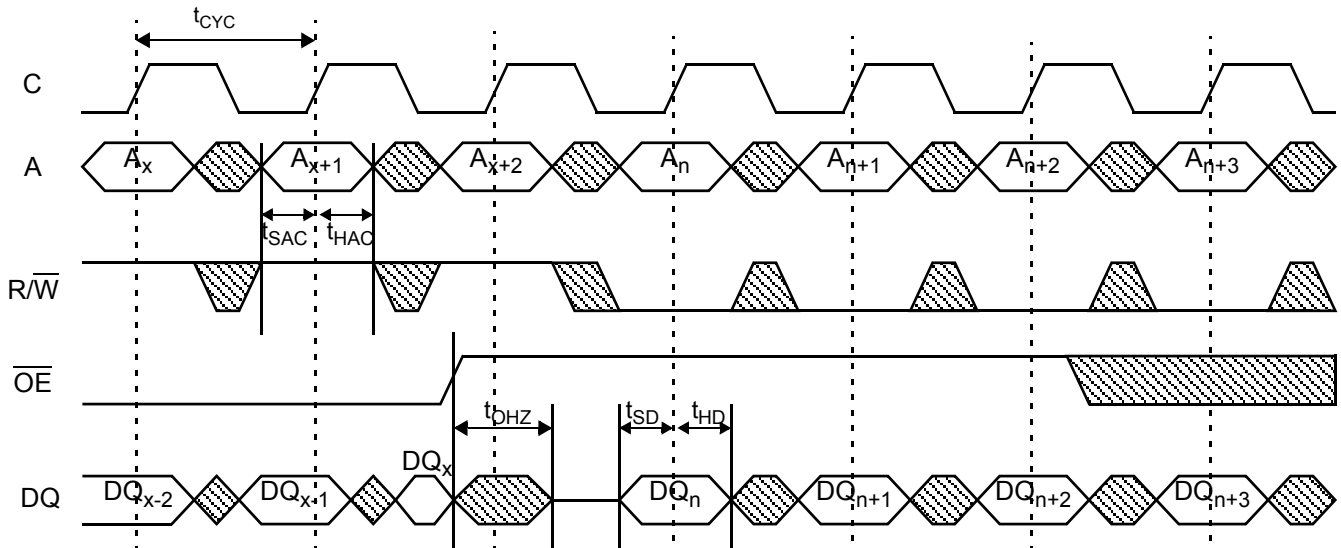 tCYC
C
A Ax Ax+1 Ax+2 An An+1 An+2 An+3
tSAC tHAC
R/W̅
O̅E̅
tOHZ tSD tHD
DQx
DQ DQx-2 DQx-1 DQn DQn+1 DQn+2 DQn+3